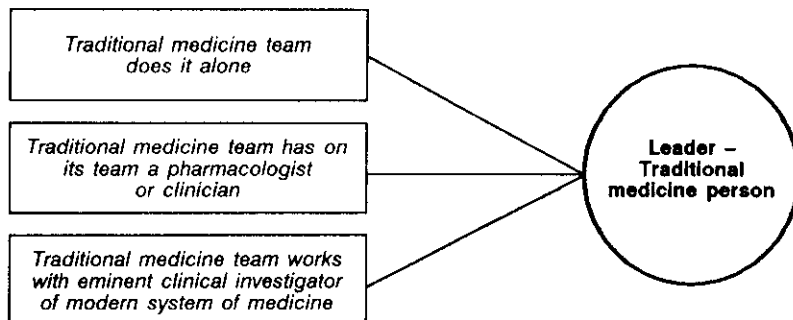 Traditional medicine team
does it alone
Traditional medicine team has on
its team a pharmacologist
or clinician
Traditional medicine team works
with eminent clinical investigator
of modern system of medicine
Leader –
Traditional
medicine person